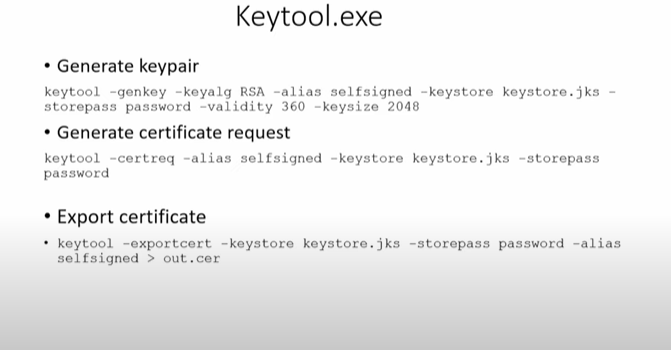 Keytool.exe
• Generate keypair
keytool –genkey –keyalg RSA –alias selfsigned –keystore keystore.jks –
storepass password –validity 360 –keysize 2048
• Generate certificate request
keytool –certreq –alias selfsigned –keystore keystore.jks –storepass
password
• Export certificate
• keytool –exportcert –keystore keystore.jks –storepass password –alias
selfsigned > out.cer